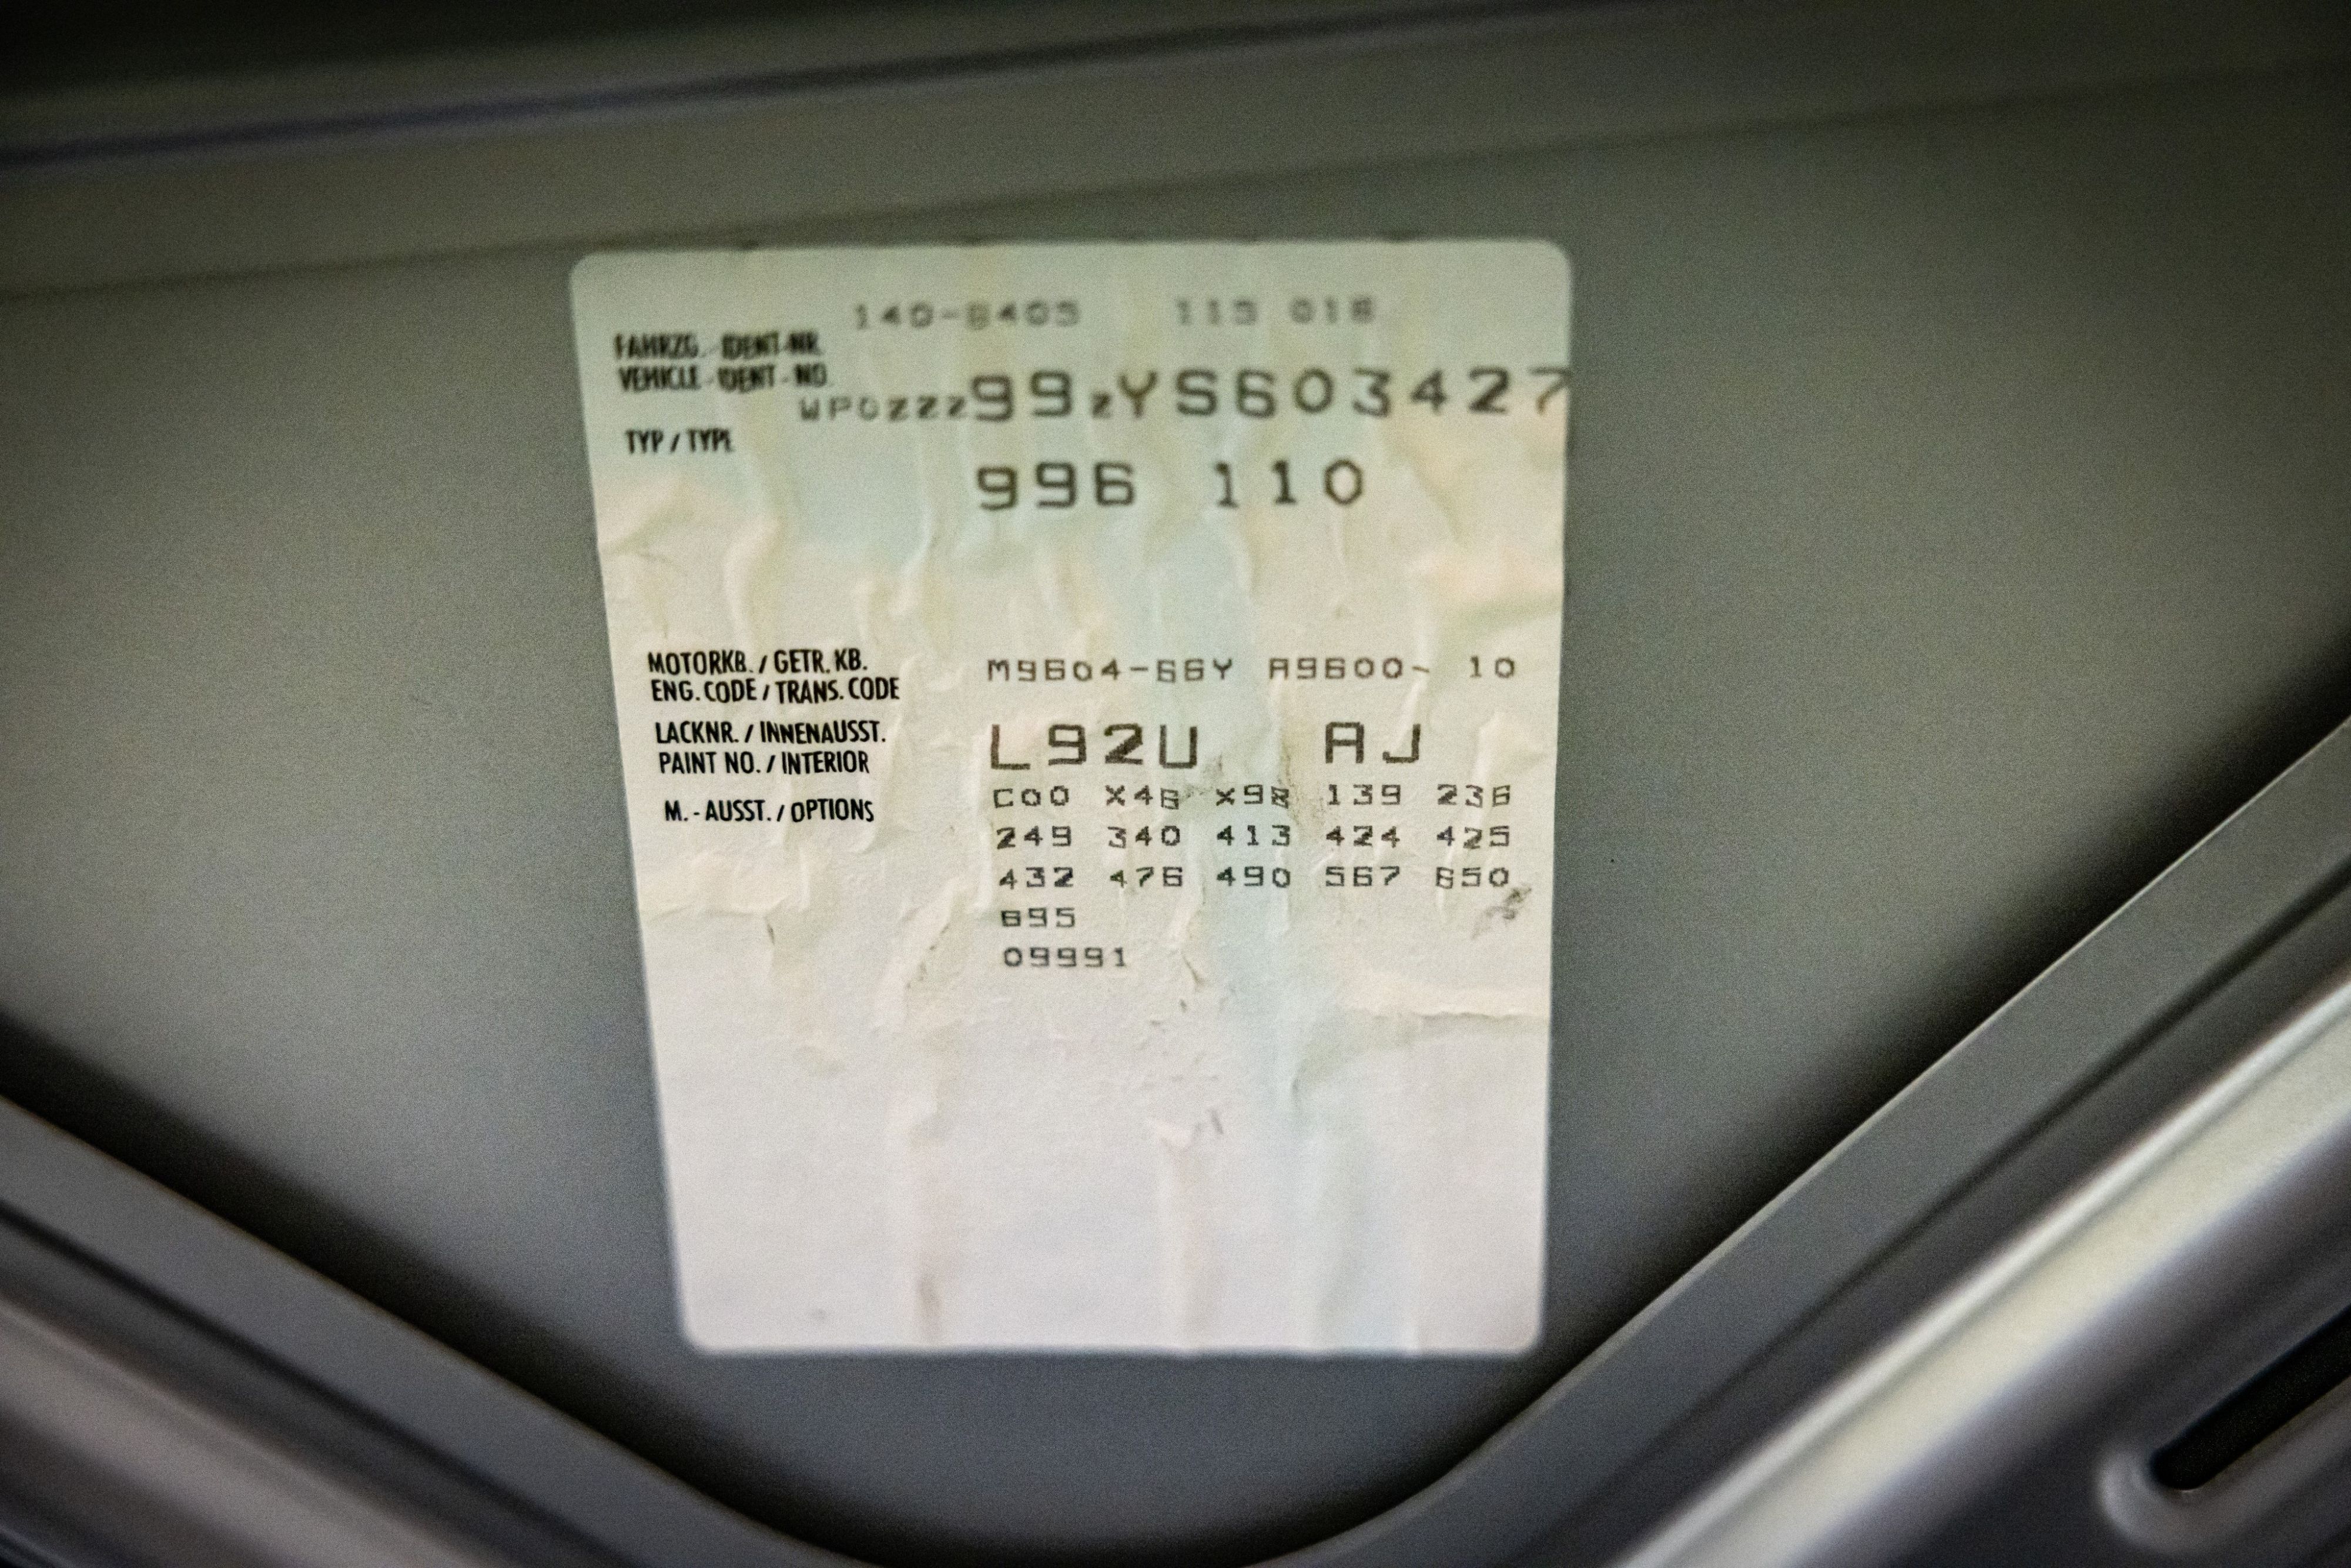 140-8405 113 018
FAHRZG.-IDENT-NR.
VEHICLE-IDENT-NO.
WP0ZZZ99ZYS603427
TYP / TYPE
996 110
MOTORKB. / GETR. KB.
ENG. CODE / TRANS. CODE
M9604-66Y A9600- 10
LACKNR. / INNENAUSST.
PAINT NO. / INTERIOR
L92U AJ
M.-AUSST. / OPTIONS
C00 X46 139 236
249 340 413 424 425
432 476 490 567 650
695
09991